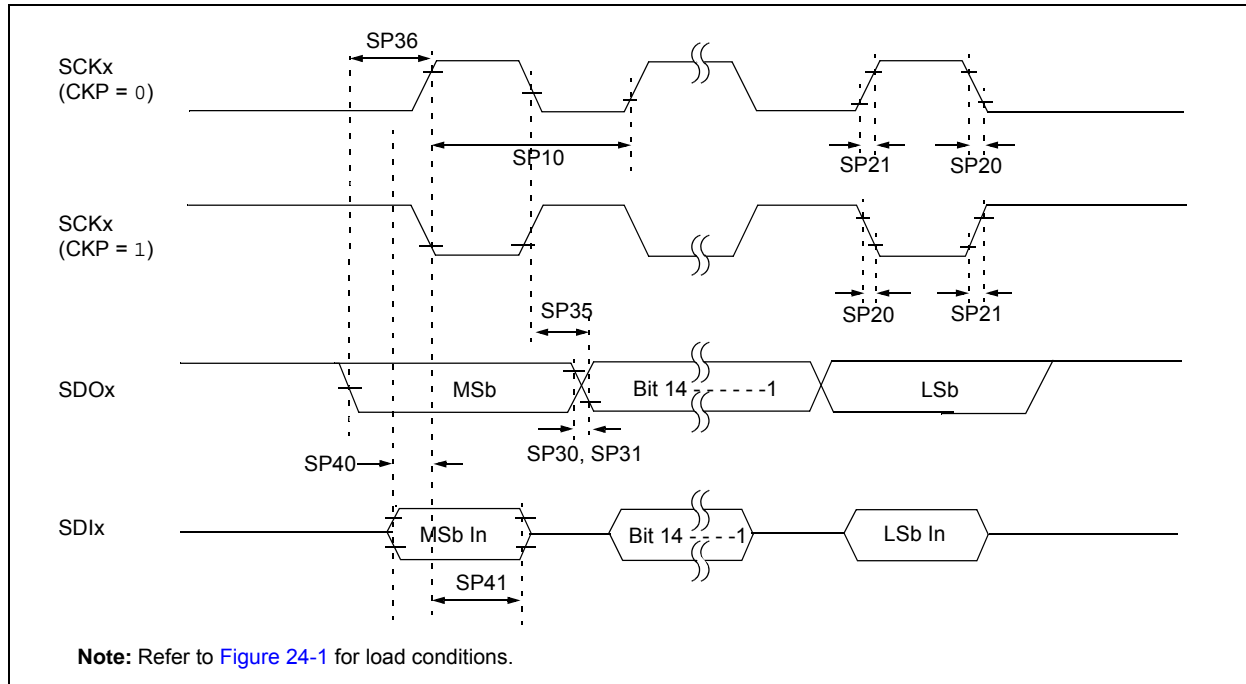 SP36
SCKx
(CKP = 0)
SP10
SP21
SP20
SCKx
(CKP = 1)
SP35
SP20
SP21
SDOx
MSb
Bit 14 - - - - - -1
LSb
SP30, SP31
SP40
SDIx
MSb In
Bit 14 - - - - -1
LSb In
SP41
Note: Refer to Figure 24-1 for load conditions.